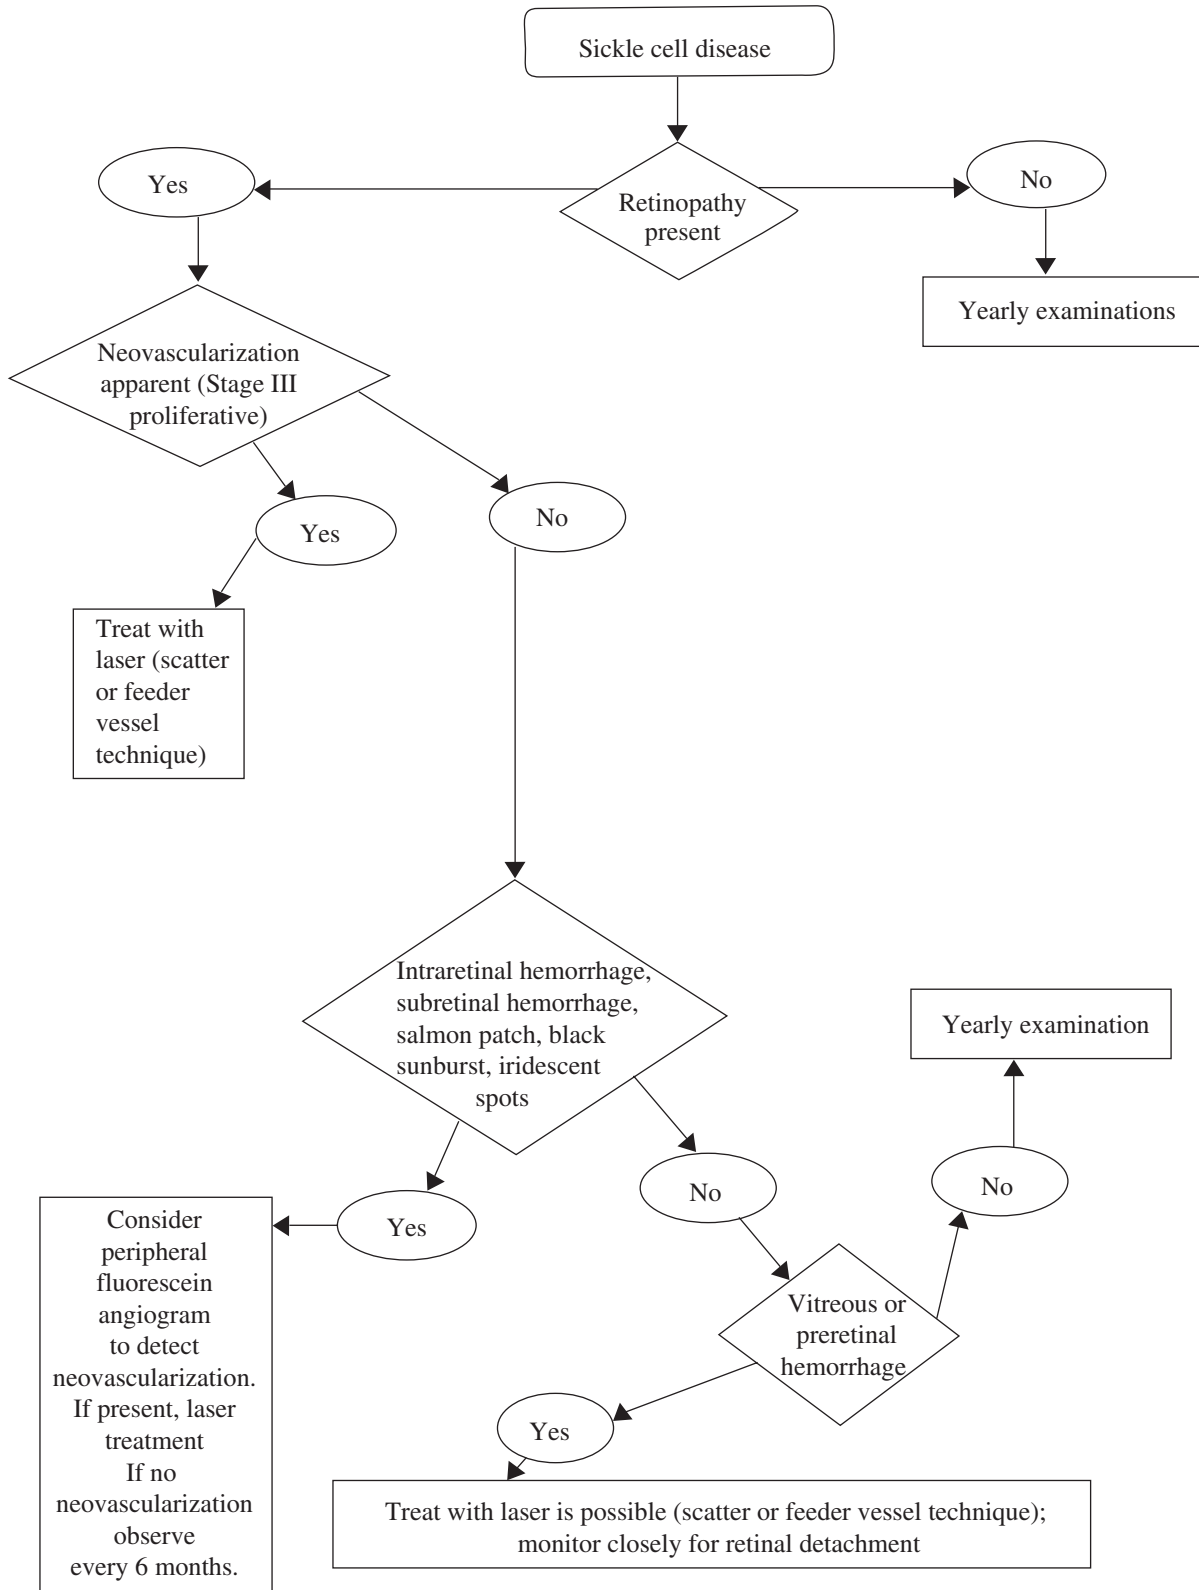 Sickle cell disease
Retinopathy
present
Yes
No
Yearly examinations
Neovascularization
apparent (Stage III
proliferative)
Yes
No
Treat with
laser (scatter
or feeder
vessel
technique)
Intraretinal hemorrhage,
subretinal hemorrhage,
salmon patch, black
sunburst, iridescent
spots
Yearly examination
No
No
Yes
Consider
peripheral
fluorescein
angiogram
to detect
neovascularization.
If present, laser
treatment
If no
neovascularization
observe
every 6 months.
Vitreous or
preretinal
hemorrhage
Yes
Treat with laser is possible (scatter or feeder vessel technique);
monitor closely for retinal detachment